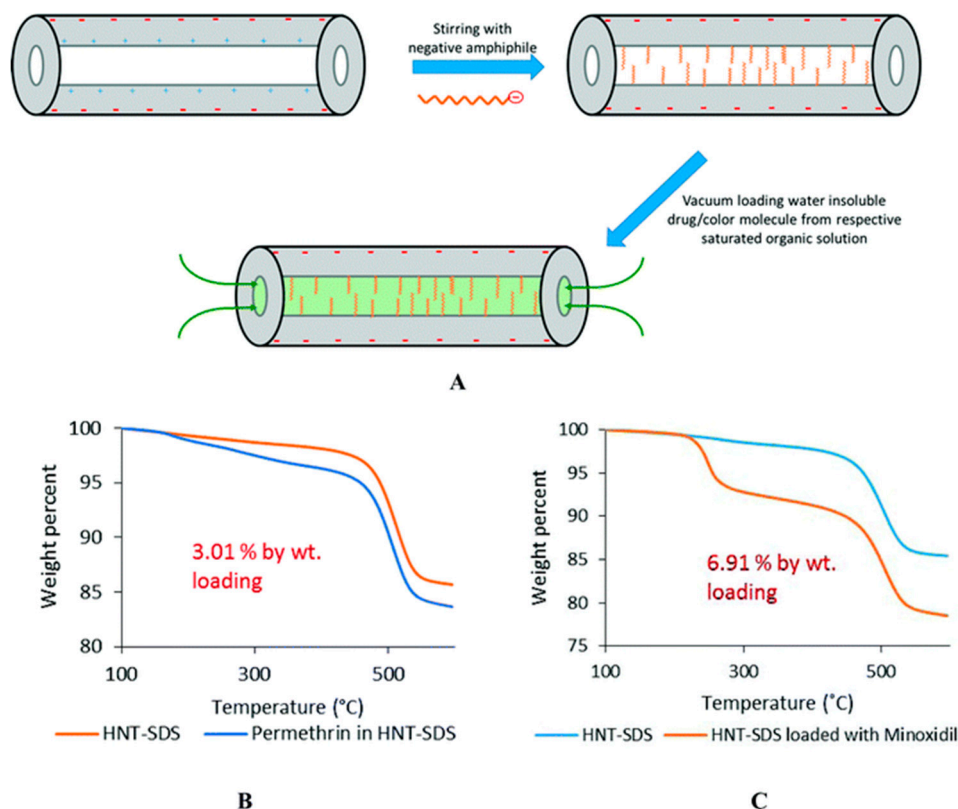 Stirring with
negative amphiphile
Vacuum loading water insoluble
drug/color molecule from respective
saturated organic solution
A
100
95
90
85
80
Weight percent
3.01 % by wt.
loading
100
300
500
Temperature (°C)
HNT-SDS
Permethrin in HNT-SDS
B
100
95
90
85
80
75
Weight percent
6.91 % by wt.
loading
100
300
500
Temperature (˚C)
HNT-SDS
HNT-SDS loaded with Minoxidil
C